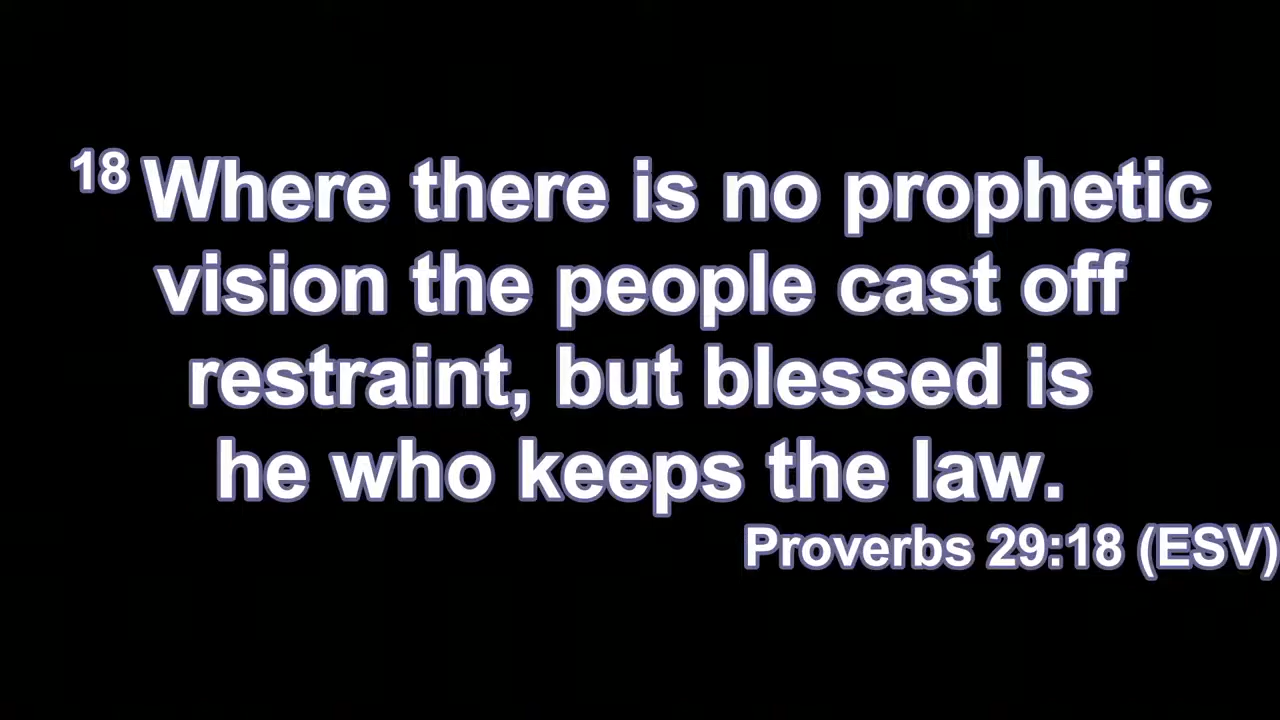 18 Where there is no prophetic
vision the people cast off
restraint, but blessed is
he who keeps the law.
Proverbs 29:18 (ESV)